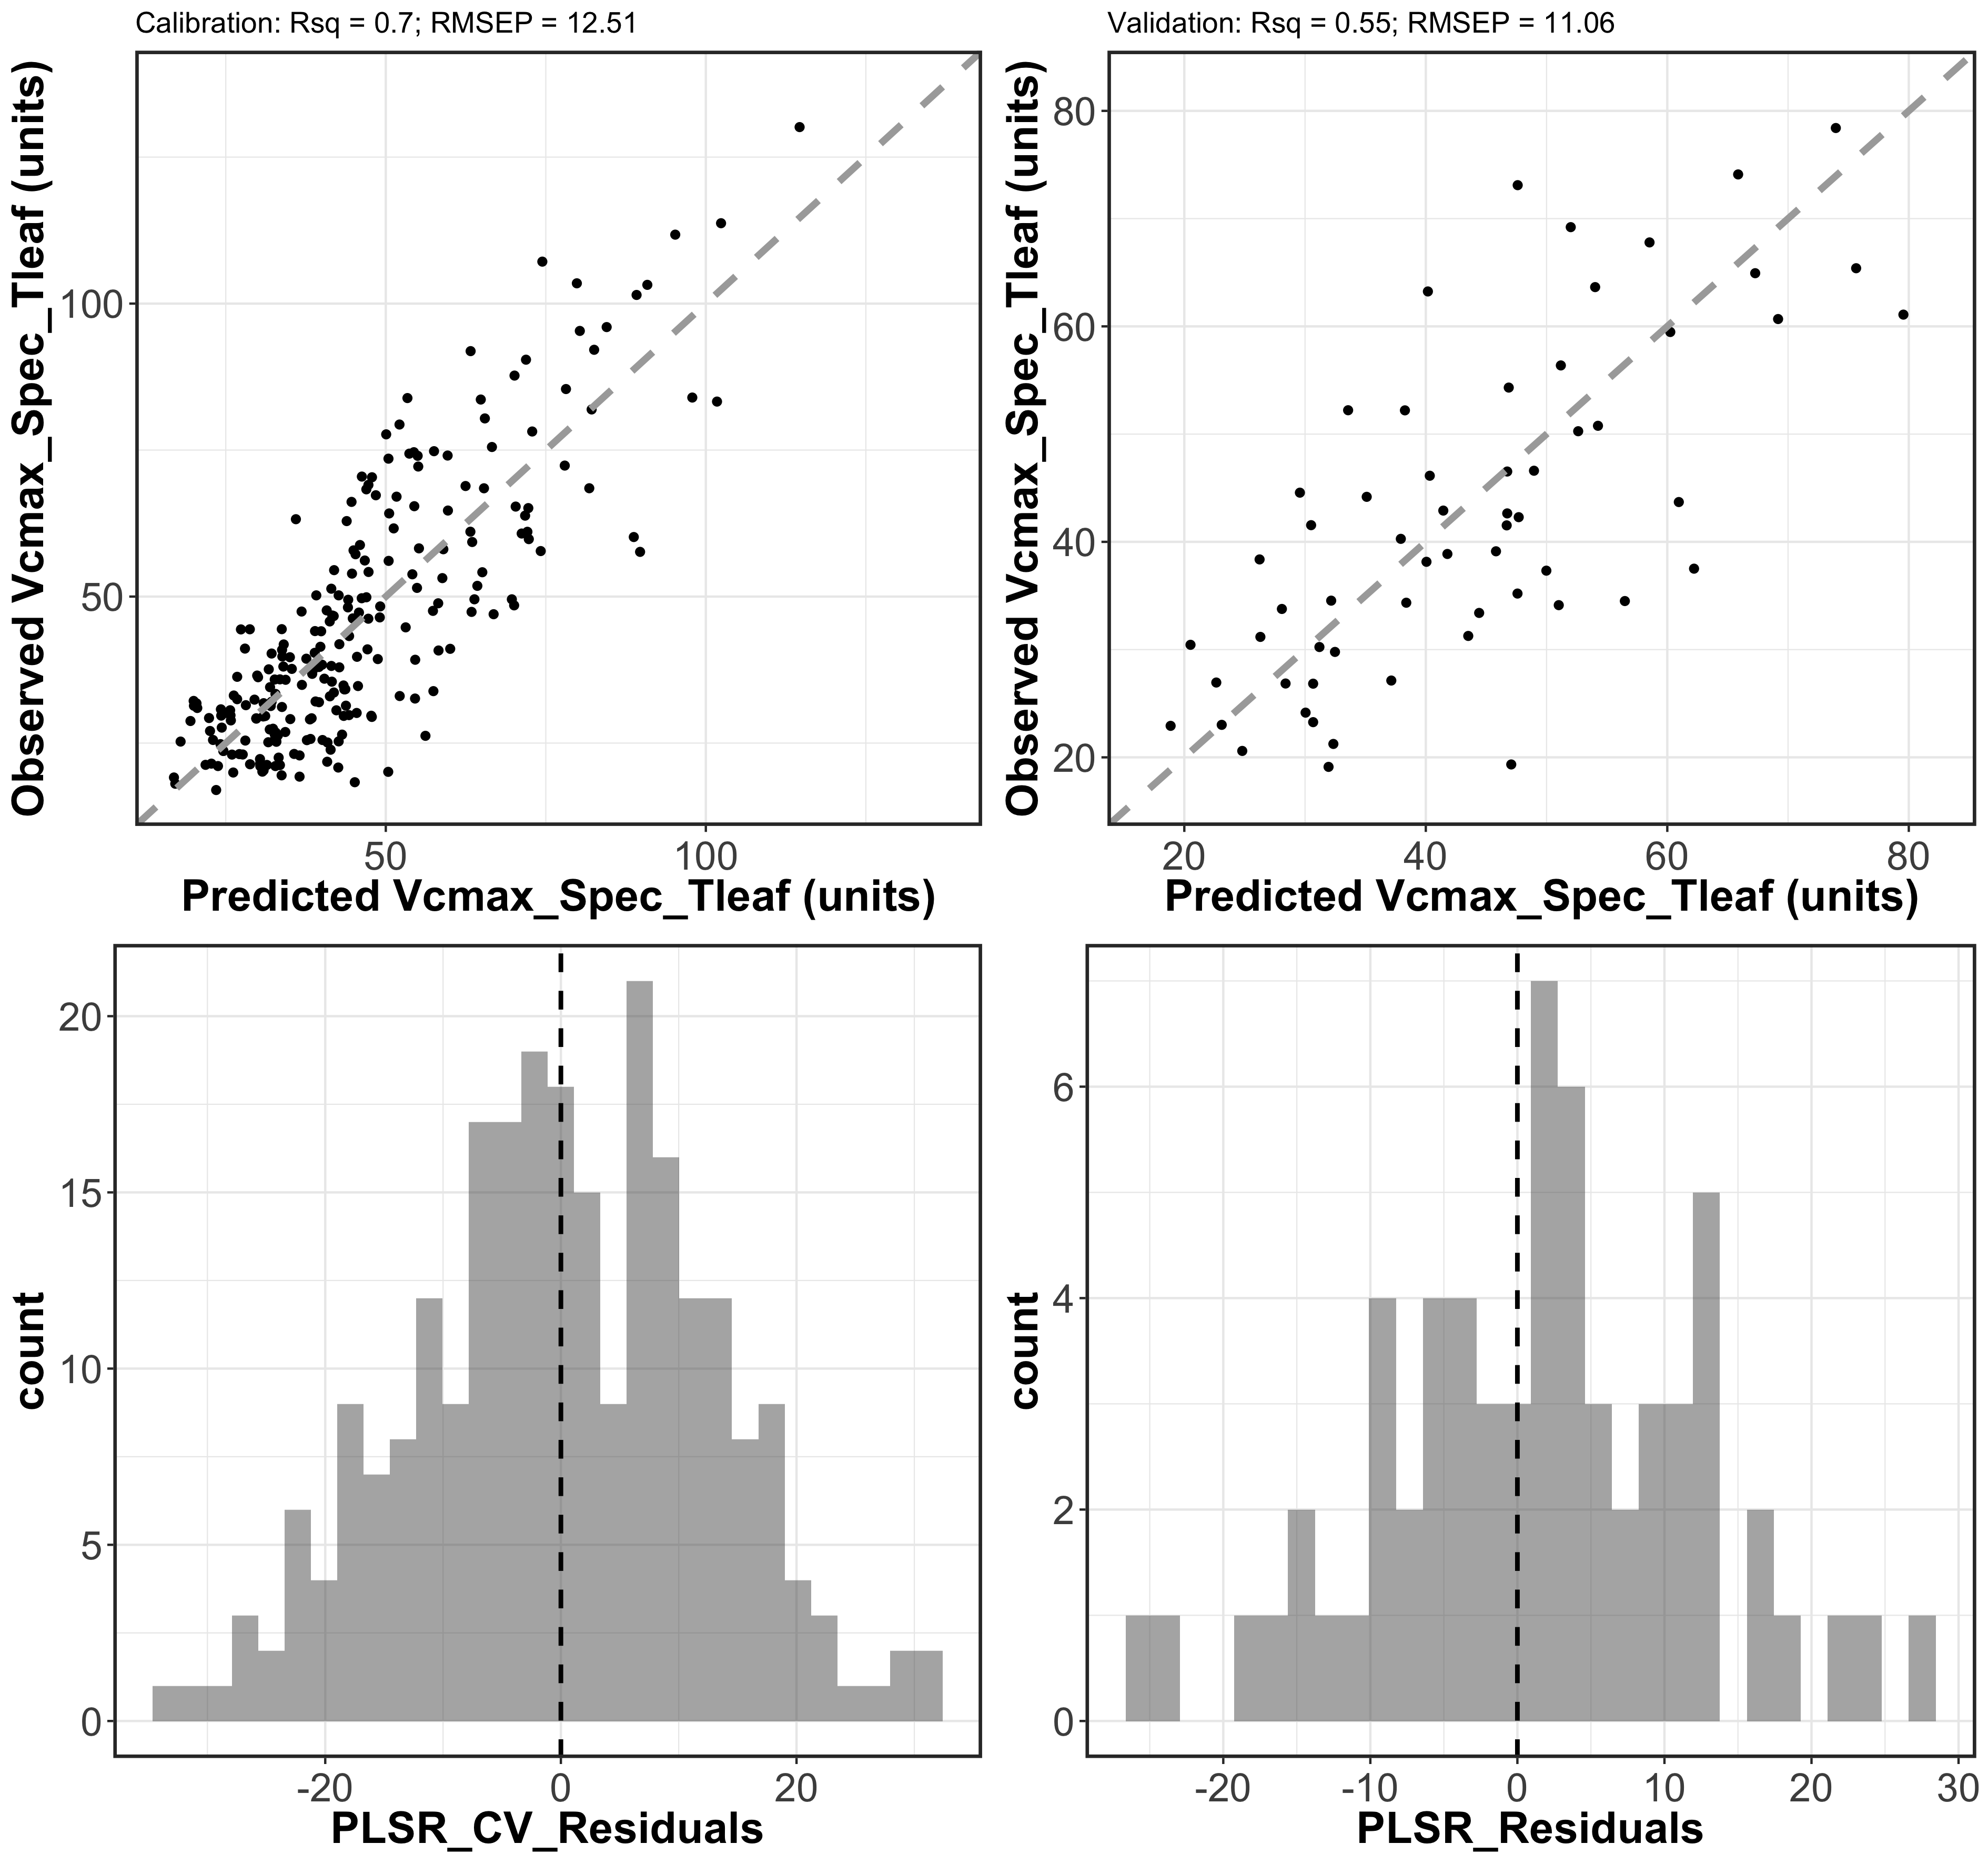 Calibration: Rsq = 0.7; RMSEP = 12.51
Observed Vcmax_Spec_Tleaf (units)
100
50
50 100
Predicted Vcmax_Spec_Tleaf (units)
Validation: Rsq = 0.55; RMSEP = 11.06
Observed Vcmax_Spec_Tleaf (units)
80
60
40
20
20 40 60 80
Predicted Vcmax_Spec_Tleaf (units)
count
20
15
10
5
0
-20 0 20
PLSR_CV_Residuals
count
6
4
2
0
-20 -10 0 10 20 30
PLSR_Residuals